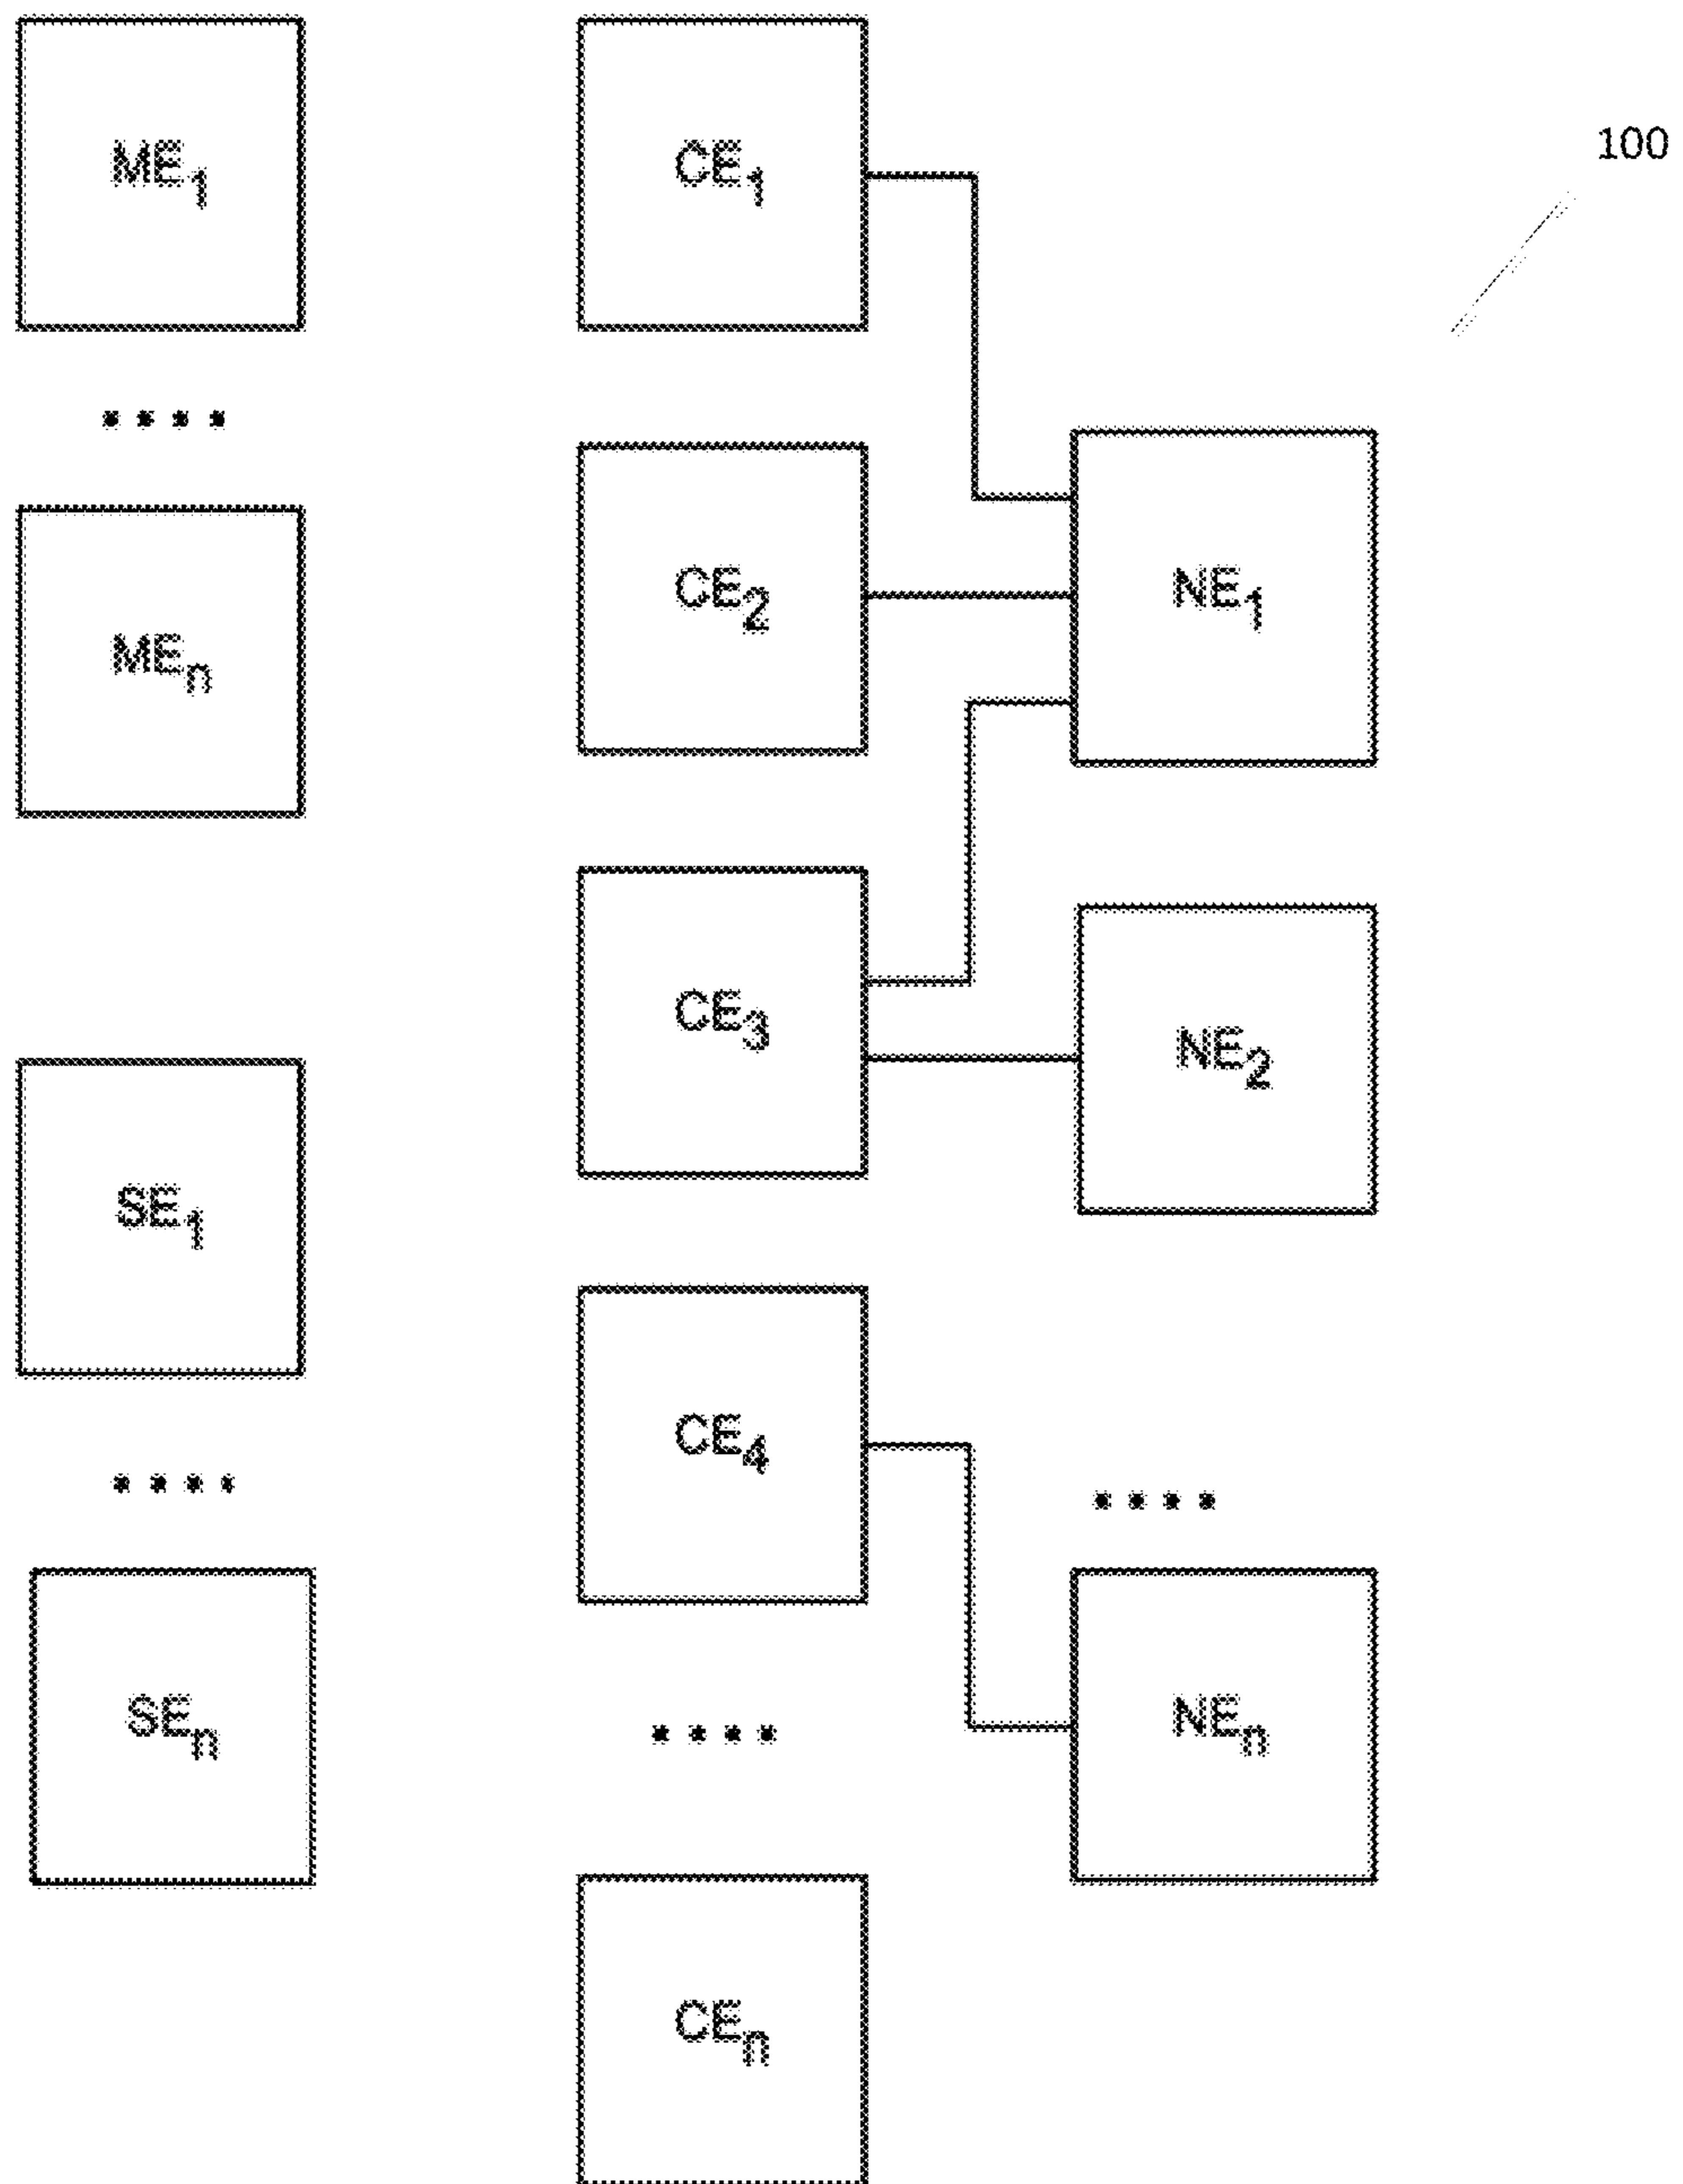 ME1
CE1
100
....
CE2
NE1
MEn
CE3
NE2
SE1
CE4
....
....
SEn
....
NEn
CEn